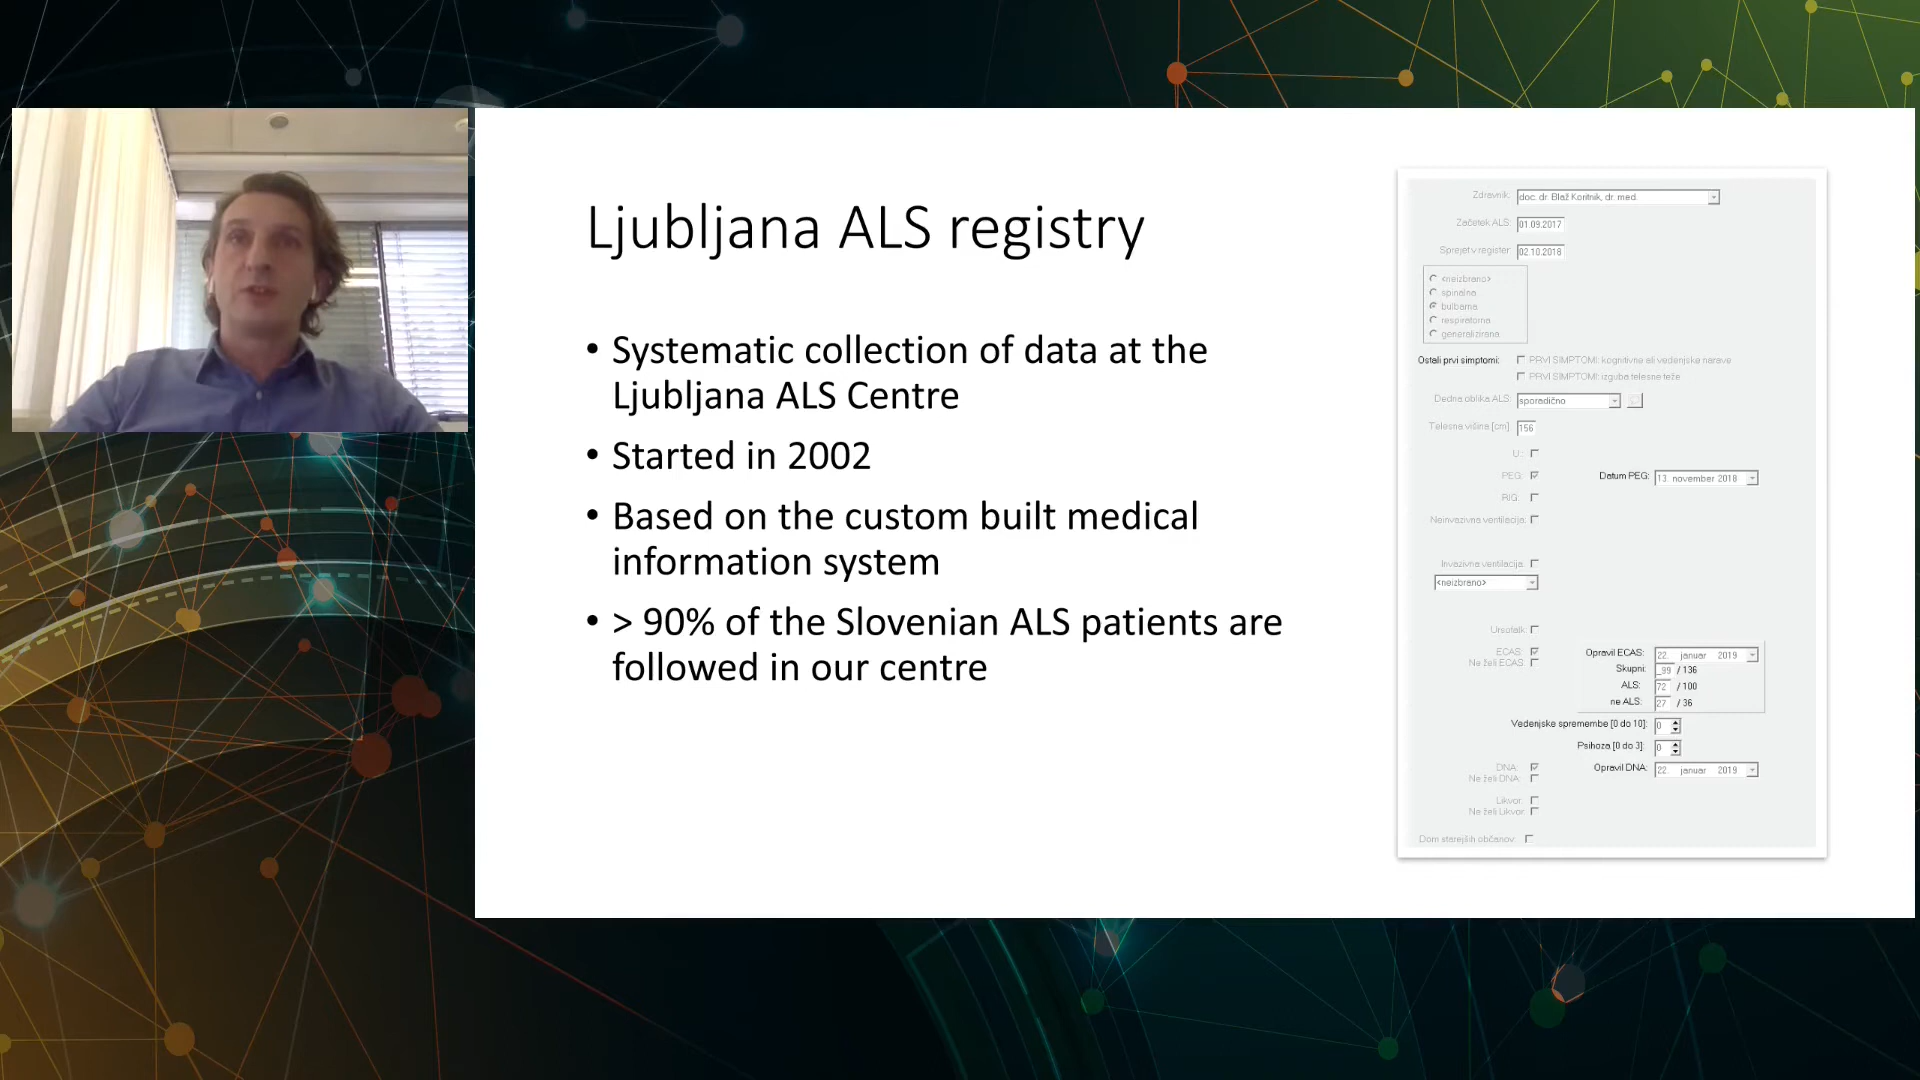 Ljubljana ALS registry
• Systematic collection of data at the
Ljubljana ALS Centre
• Started in 2002
• Based on the custom built medical
information system
• > 90% of the Slovenian ALS patients are
followed in our centre
Zdravnik: doc. dr. Blaž Koritnik, dr. med.
Začetek ALS: 01.09.2017
Sprejet v register: 02.10.2018
<neizbrano>
spinalna
bulbarna
respiratorna
generalizirana
Ostali prvi simptomi: PRVI SIMPTOMI: kognitivne ali vedenjske narave
PRVI SIMPTOMI: izguba telesne teže
Dedna oblika ALS: sporadično
Telesna višina [cm]: 156
U.:
PEG: Datum PEG: 13. november 2018
RIG:
Neinvazivna ventilacija:
Invazivna ventilacija:
<neizbrano>
Ursofalk:
ECAS: Opravil ECAS: 22. januar 2019
Ne želi ECAS:
Skupni: _99 / 136
ALS: 72 / 100
ne ALS: 27 / 36
Vedenjske spremembe [0 do 10]: 0
Psihoza [0 do 3]: 0
DNA: Opravil DNA: 22. januar 2019
Ne želi DNA:
Likvor:
Ne želi Likvor:
Dom starejših občanov: